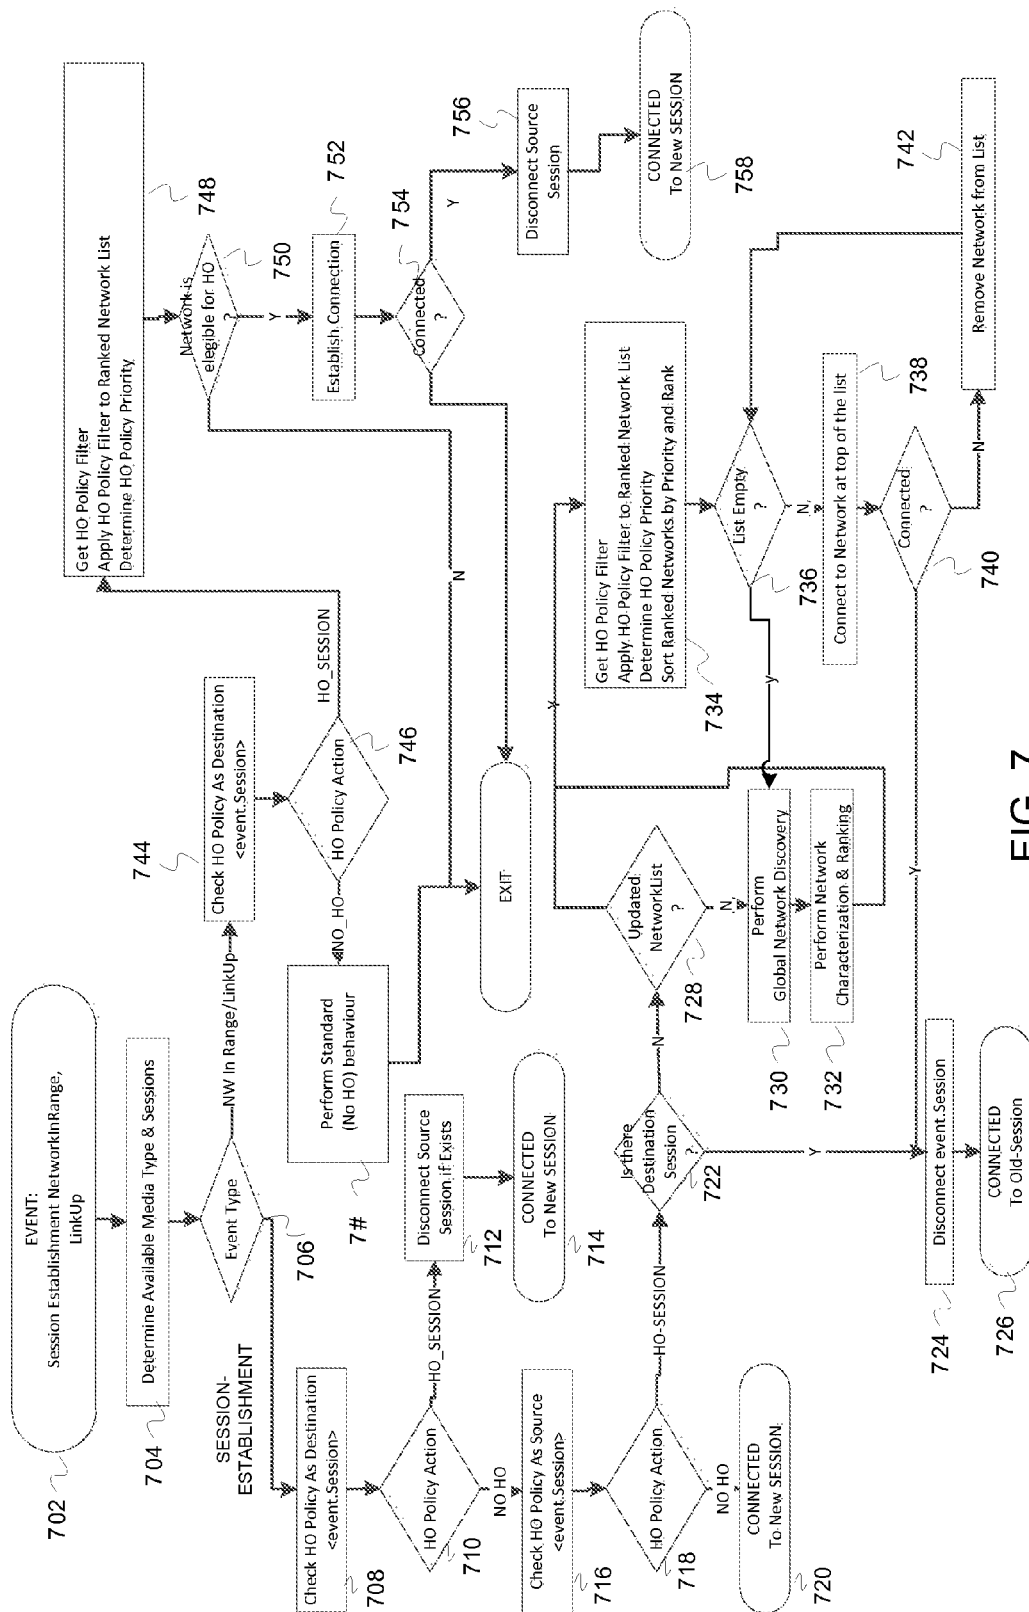 EVENT:
Session Establishment NetworkInRange,
LinkUp
702
Determine Available Media Type & Sessions
704
Event Type
706
SESSION-
ESTABLISHMENT
NW In Range/LinkUp
Check HO Policy As Destination
<event.Session>
708
HO Policy Action
710
HO_SESSION
Disconnect Source
Session if Exists
712
CONNECTED
To New SESSION
714
NO HO
Check HO Policy As Source
<event.Session>
716
HO Policy Action
718
NO HO
CONNECTED
To New SESSION
720
HO-SESSION
Is there
Destination
Session
?
722
Y
N
Disconnect event.Session
724
CONNECTED
To Old-Session
726
Updated
NetworkList
?
728
N
Y
Perform
Global Network Discovery
730
Perform Network
Characterization & Ranking
732
Get HO Policy Filter
Apply HO Policy Filter to Ranked Network List
Determine HO Policy Priority
Sort Ranked Networks by Priority and Rank
734
List Empty
?
736
y
N
Connect to Network at top of the list
738
Connected
?
740
Y
N
Remove Network from List
742
Check HO Policy As Destination
<event.Session>
744
HO Policy Action
746
NO_HO
HO_SESSION
Perform Standard
(No HO) behaviour
7#
EXIT
Get HO Policy Filter
Apply HO Policy Filter to Ranked Network List
Determine HO Policy Priority
748
Network is
elegible for HO
?
750
N
Y
Establish Connection
752
Connected
?
754
Y
Disconnect Source
Session
756
CONNECTED
To New SESSION
758
FIG. 7